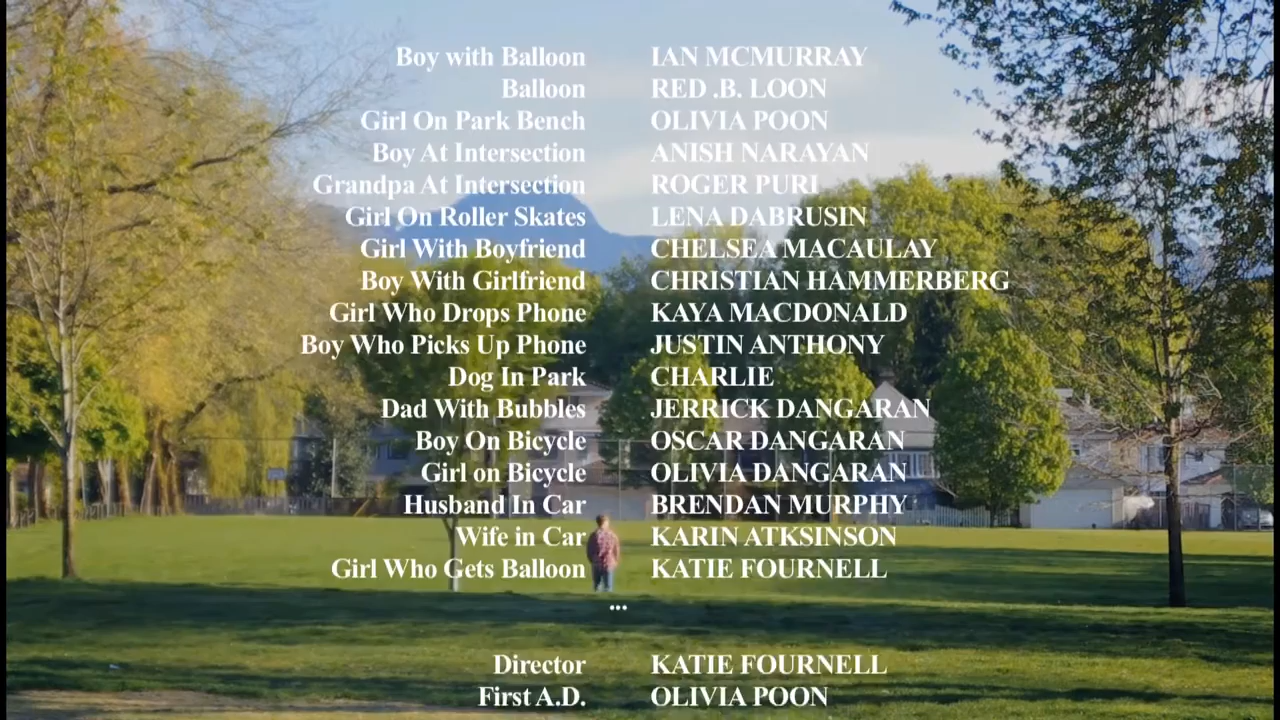 Boy with Balloon IAN MCMURRAY
Balloon RED .B. LOON
Girl On Park Bench OLIVIA POON
Boy At Intersection ANISH NARAYAN
Grandpa At Intersection ROGER PURI
Girl On Roller Skates LENA DABRUSIN
Girl With Boyfriend CHELSEA MACAULAY
Boy With Girlfriend CHRISTIAN HAMMERBERG
Girl Who Drops Phone KAYA MACDONALD
Boy Who Picks Up Phone JUSTIN ANTHONY
Dog In Park CHARLIE
Dad With Bubbles JERRICK DANGARAN
Boy On Bicycle OSCAR DANGARAN
Girl on Bicycle OLIVIA DANGARAN
Husband In Car BRENDAN MURPHY
Wife in Car KARIN ATKSINSON
Girl Who Gets Balloon KATIE FOURNELL
...
Director KATIE FOURNELL
First A.D. OLIVIA POON